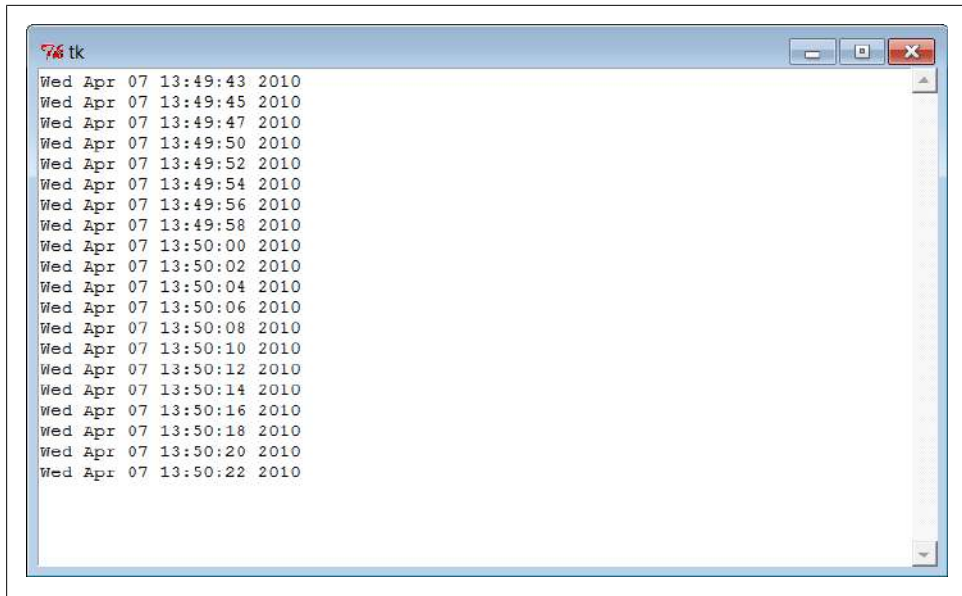 tk
Wed Apr 07 13:49:43 2010
Wed Apr 07 13:49:45 2010
Wed Apr 07 13:49:47 2010
Wed Apr 07 13:49:50 2010
Wed Apr 07 13:49:52 2010
Wed Apr 07 13:49:54 2010
Wed Apr 07 13:49:56 2010
Wed Apr 07 13:49:58 2010
Wed Apr 07 13:50:00 2010
Wed Apr 07 13:50:02 2010
Wed Apr 07 13:50:04 2010
Wed Apr 07 13:50:06 2010
Wed Apr 07 13:50:08 2010
Wed Apr 07 13:50:10 2010
Wed Apr 07 13:50:12 2010
Wed Apr 07 13:50:14 2010
Wed Apr 07 13:50:16 2010
Wed Apr 07 13:50:18 2010
Wed Apr 07 13:50:20 2010
Wed Apr 07 13:50:22 2010